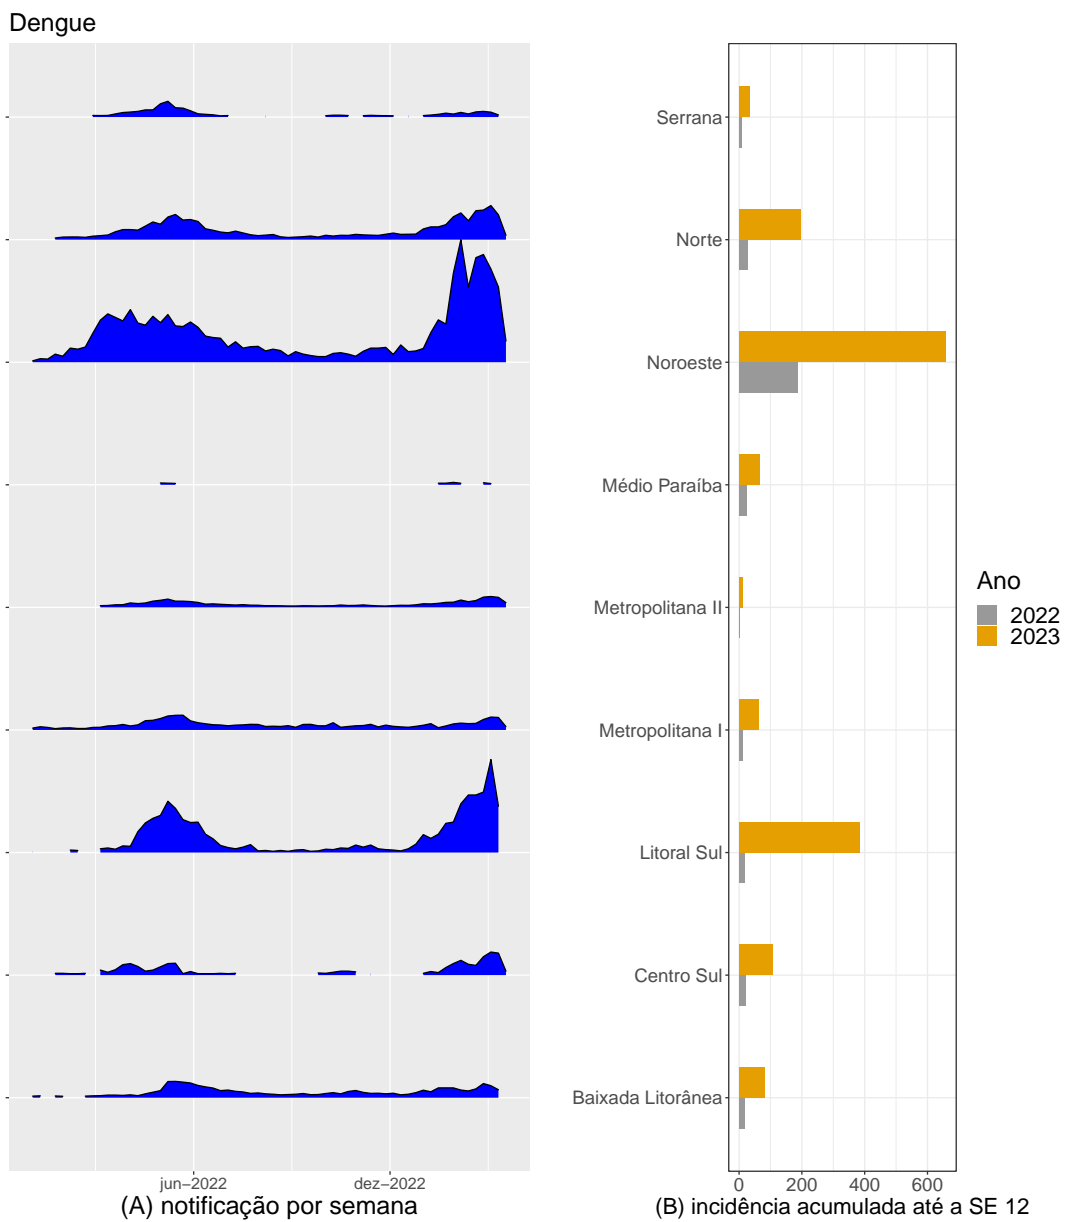 Dengue
Serrana
Norte
Noroeste
Médio Paraíba
Metropolitana II
Metropolitana I
Litoral Sul
Centro Sul
Baixada Litorânea
Ano
2022
2023
jun−2022 dez−2022
0 200 400 600
(A) notificação por semana
(B) incidência acumulada até a SE 12